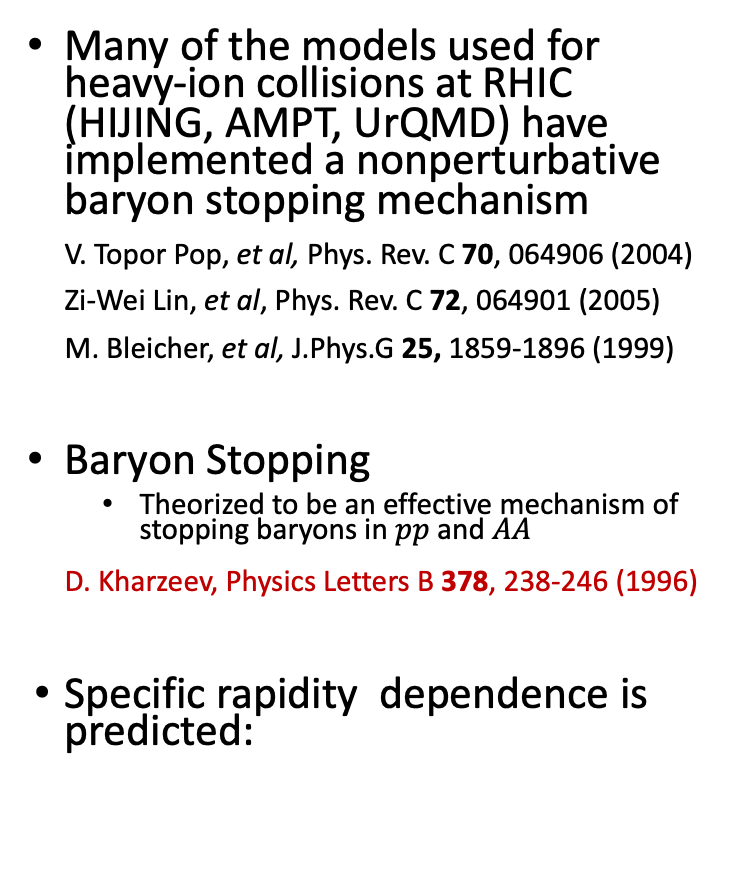 • Many of the models used for
heavy-ion collisions at RHIC
(HIJING, AMPT, UrQMD) have
implemented a nonperturbative
baryon stopping mechanism
V. Topor Pop, et al, Phys. Rev. C 70, 064906 (2004)
Zi-Wei Lin, et al, Phys. Rev. C 72, 064901 (2005)
M. Bleicher, et al, J.Phys.G 25, 1859-1896 (1999)
• Baryon Stopping
• Theorized to be an effective mechanism of
stopping baryons in 𝑝𝑝 and 𝐴𝐴
D. Kharzeev, Physics Letters B 378, 238-246 (1996)
• Specific rapidity dependence is
predicted: